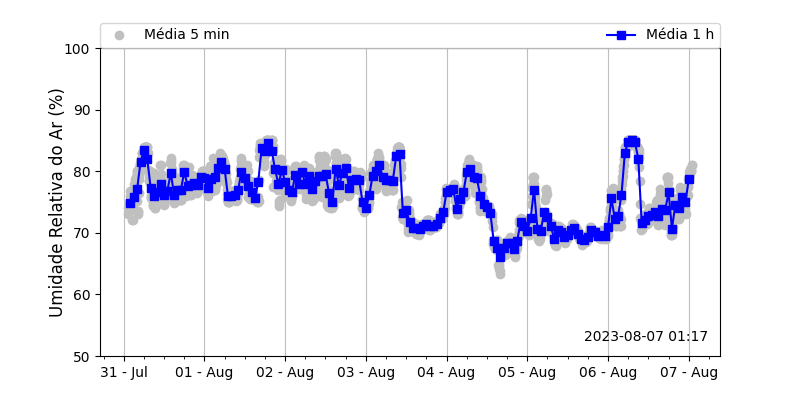 Média 5 min
Média 1 h
Umidade Relativa do Ar (%)
100
90
80
70
60
50
2023-08-07 01:17
31 - Jul
01 - Aug
02 - Aug
03 - Aug
04 - Aug
05 - Aug
06 - Aug
07 - Aug